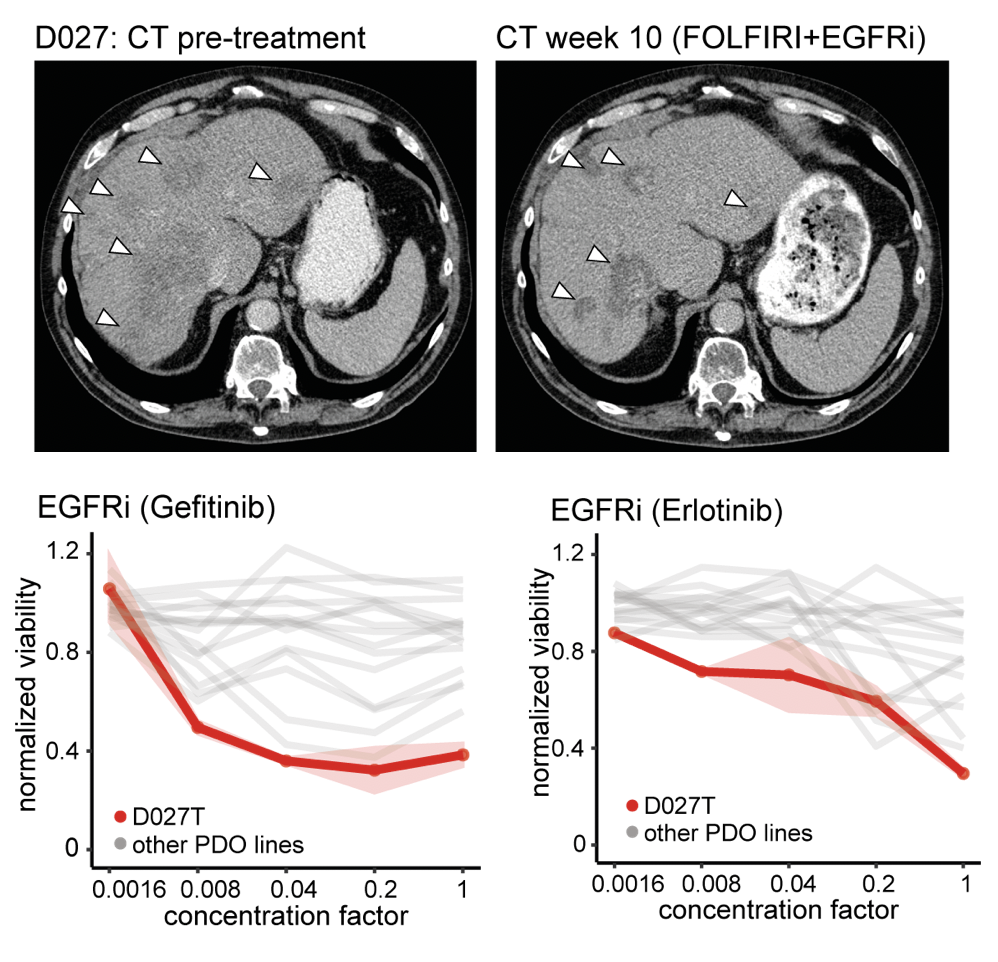 D027: CT pre-treatment
CT week 10 (FOLFIRI+EGFRi)
EGFRi (Gefitinib)
normalized viability
1.2
0.8
0.4
0
D027T
other PDO lines
0.0016 0.008 0.04 0.2 1
concentration factor
EGFRi (Erlotinib)
normalized viability
1.2
0.8
0.4
0
D027T
other PDO lines
0.0016 0.008 0.04 0.2 1
concentration factor